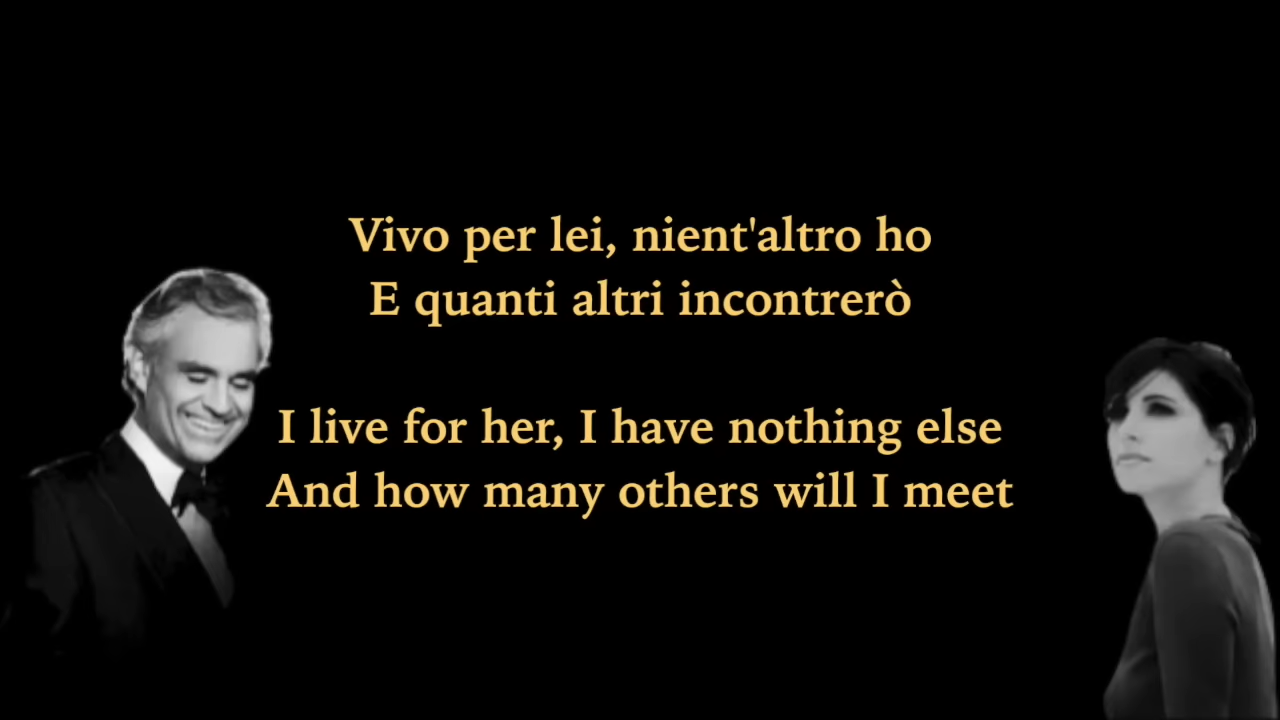 Vivo per lei, nient'altro ho
E quanti altri incontrerò
I live for her, I have nothing else
And how many others will I meet